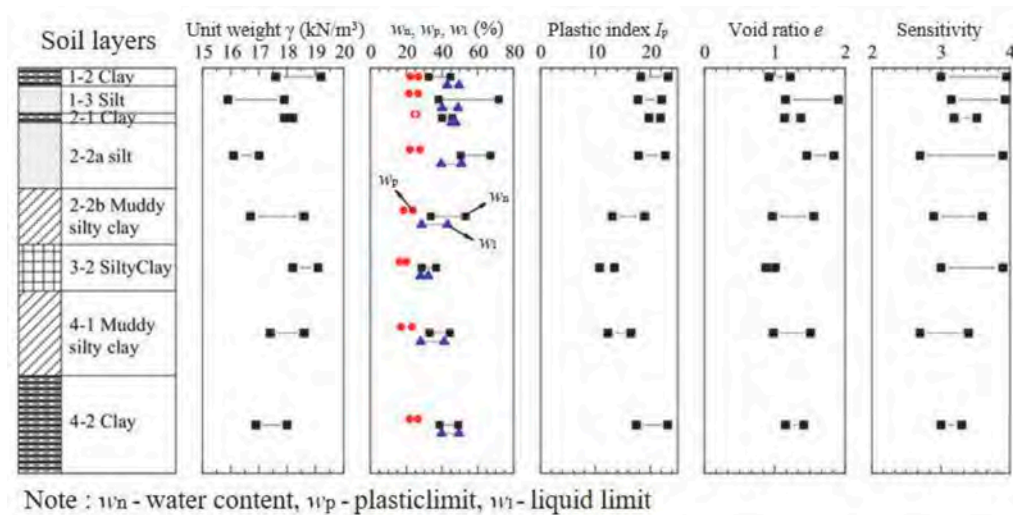 Soil layers
Unit weight γ (kN/m³)
15 16 17 18 19 20
wn, wp, wl (%)
0 20 40 60 80
Plastic index Ip
0 10 20
Void ratio e
0 1 2
Sensitivity
2 3 4
1-2 Clay
1-3 Silt
2-1 Clay
2-2a silt
2-2b Muddy
silty clay
3-2 SiltyClay
4-1 Muddy
silty clay
4-2 Clay
wp
wn
wl
Note : wn - water content, wp - plasticlimit, wl - liquid limit